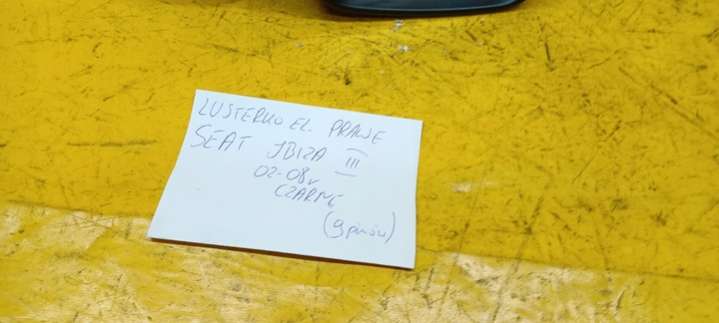 LUSTERKO EL. PRAWE
SEAT IBIZA III
02-08r
CZARNE
(9 pinów)